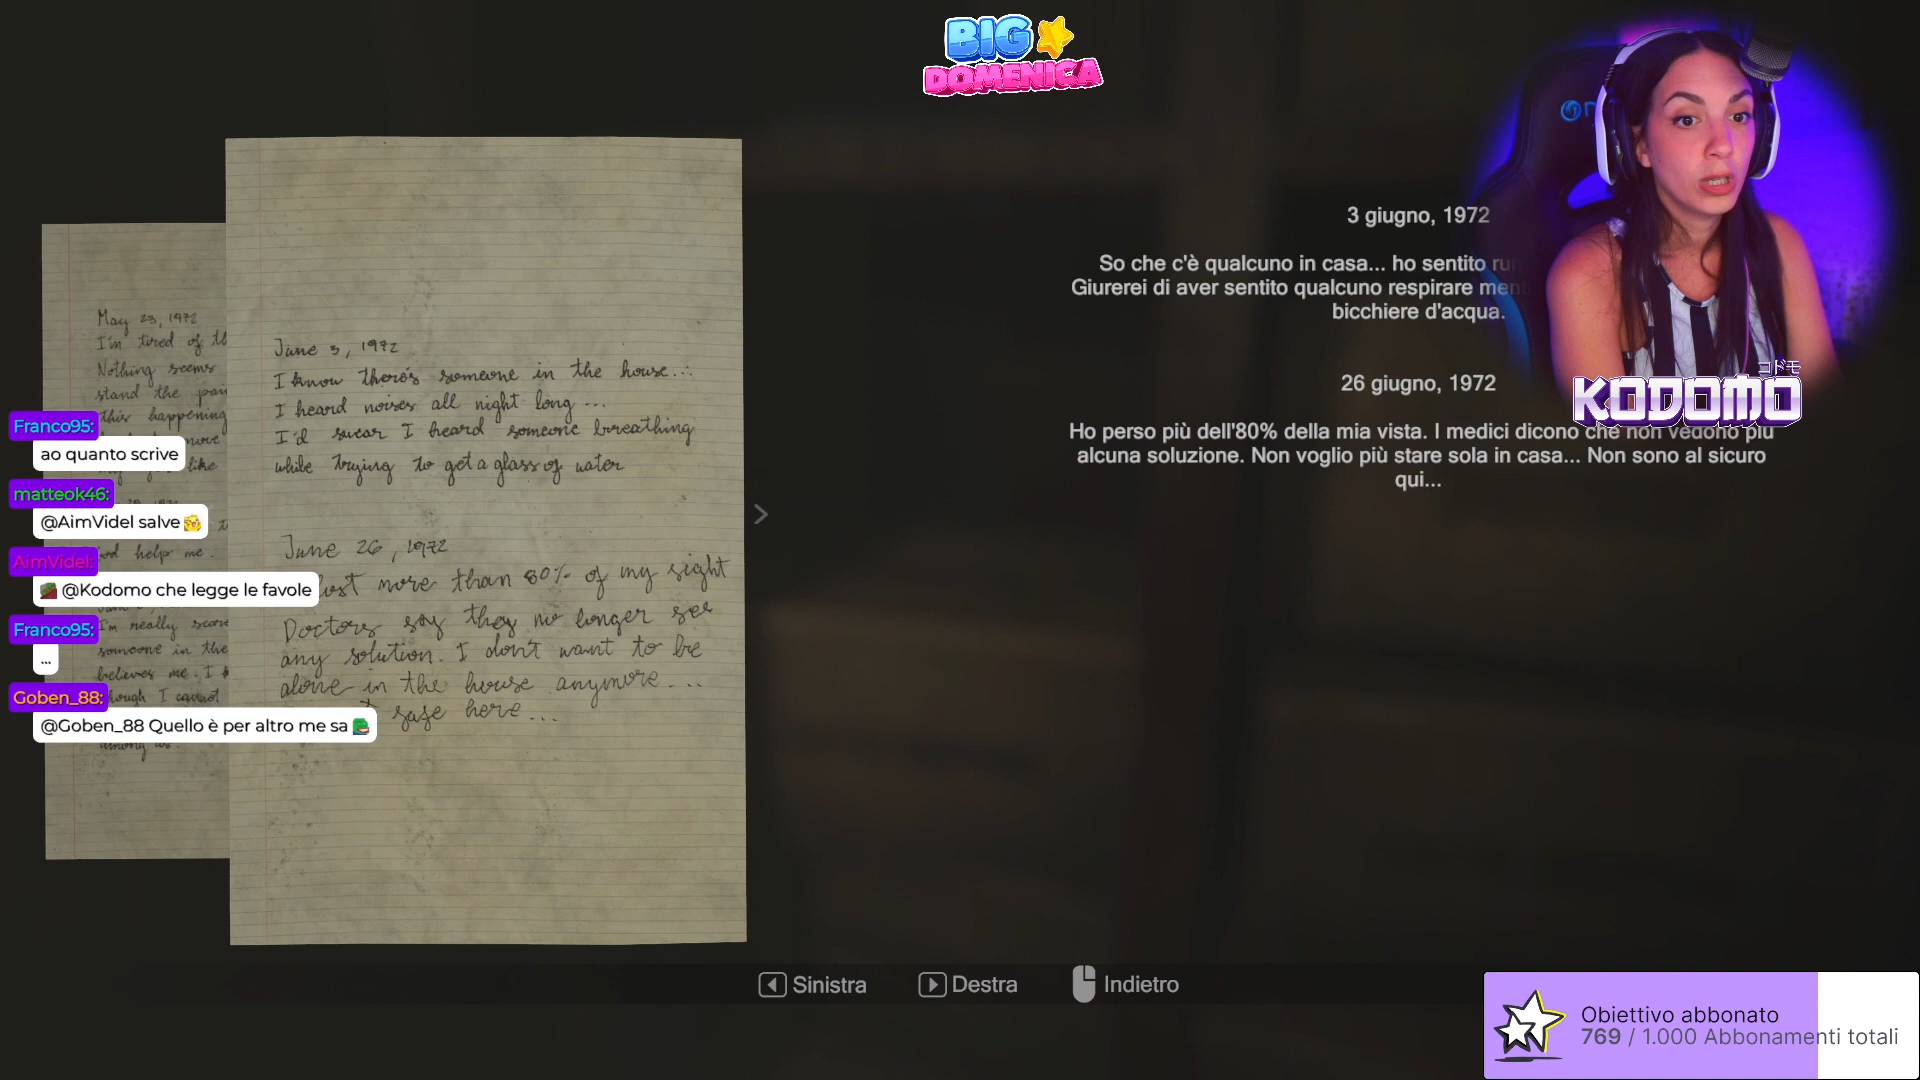 BIG
DOMENICA
May 23, 1972
I'm tired of
Nothing seems
stand the
this happening
like
help me.
I'm really
someone in the
believes me. I
though I cannot
among us.
June 3, 1972
I know there's someone in the house...
I heard noises all night long ...
I'd swear I heard someone breathing
while trying to get a glass of water
June 26, 1972
lost more than 80% of my sight
Doctors say they no longer see
any solution. I don't want to be
alone in the house anymore....
safe here...
3 giugno, 1972
So che c'è qualcuno in casa... ho sentito
Giurerei di aver sentito qualcuno respirare
bicchiere d'acqua.
26 giugno, 1972
Ho perso più dell'80% della mia vista. I medici dicono che non vedono più
alcuna soluzione. Non voglio più stare sola in casa... Non sono al sicuro
qui...
コドモ
KODOMO
Franco95:
ao quanto scrive
matteok46:
@AimVidel salve
AimVidel:
@Kodomo che legge le favole
Franco95:
...
Goben_88:
@Goben_88 Quello è per altro me sa
Sinistra
Destra
Indietro
Obiettivo abbonato
769 / 1.000 Abbonamenti totali